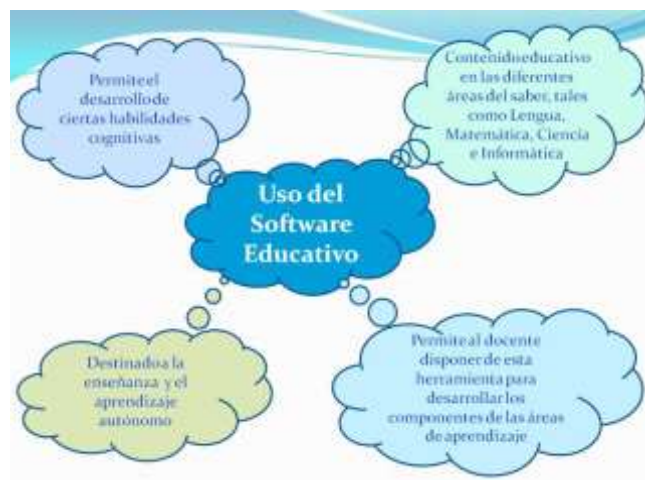 Permite el
desarrollo de
ciertas habilidades
cognitivas
Contenido educativo
en las diferentes
áreas del saber, tales
como Lengua,
Matemática, Ciencia
e Informática
Uso del
Software
Educativo
Destinado a la
enseñanza y el
aprendizaje
autónomo
Permite al docente
disponer de esta
herramienta para
desarrollar los
componentes de las áreas
de aprendizaje